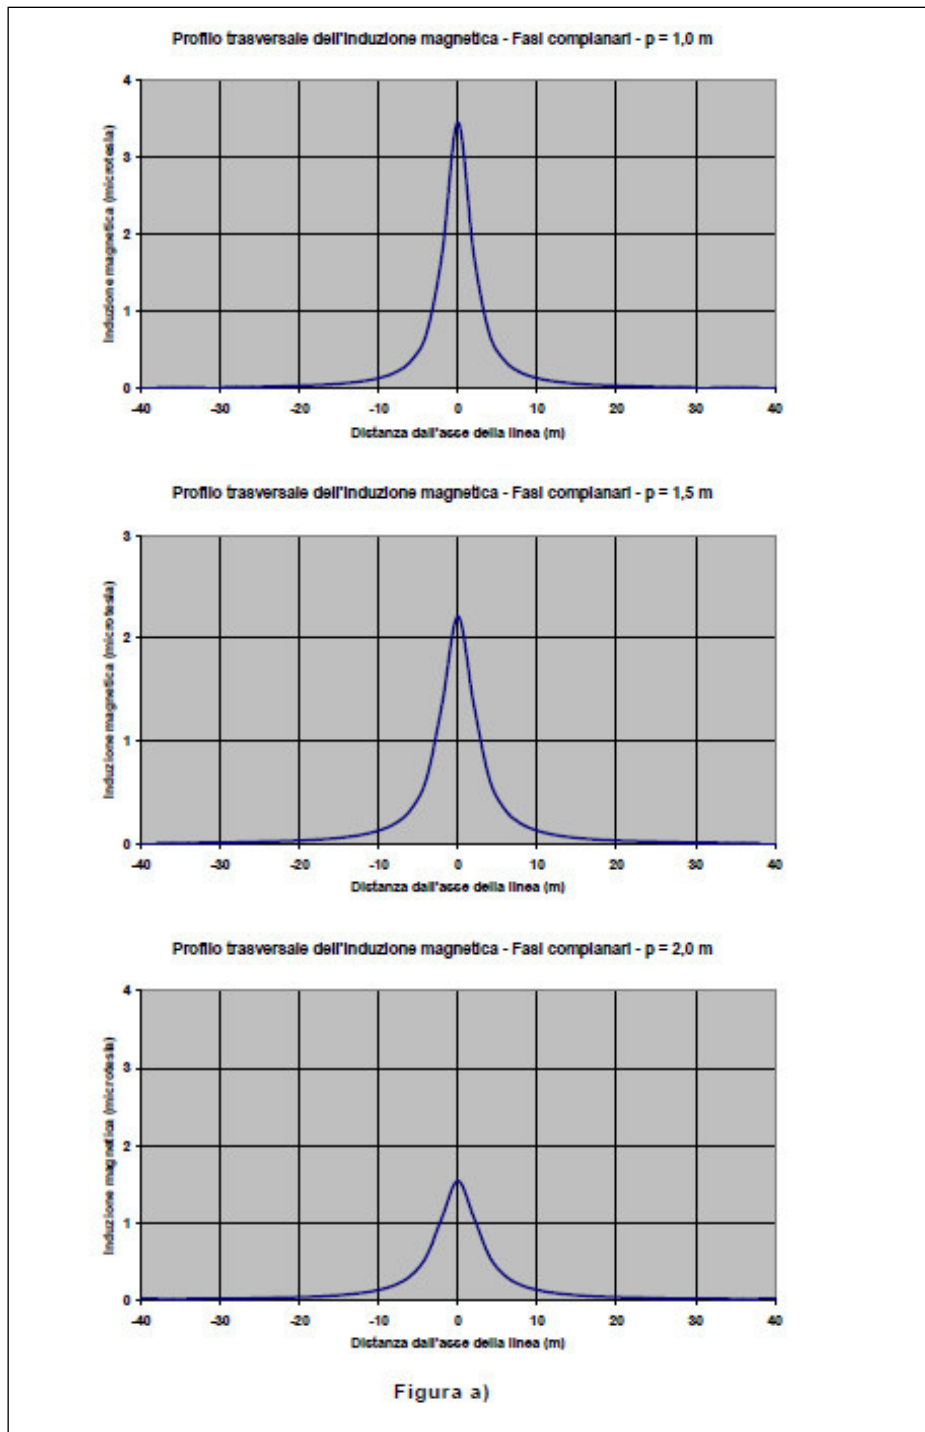 Profilo trasversale dell'induzione magnetica - Fasi complanari - p = 1,0 m
Induzione magnetica (microtesla)
4
3
2
1
0
-40 -30 -20 -10 0 10 20 30 40
Distanza dall'asse della linea (m)
Profilo trasversale dell'induzione magnetica - Fasi complanari - p = 1,5 m
Induzione magnetica (microtesla)
3
2
1
0
-40 -30 -20 -10 0 10 20 30 40
Distanza dall'asse della linea (m)
Profilo trasversale dell'induzione magnetica - Fasi complanari - p = 2,0 m
Induzione magnetica (microtesla)
4
3
2
1
0
-40 -30 -20 -10 0 10 20 30 40
Distanza dall'asse della linea (m)
Figura a)